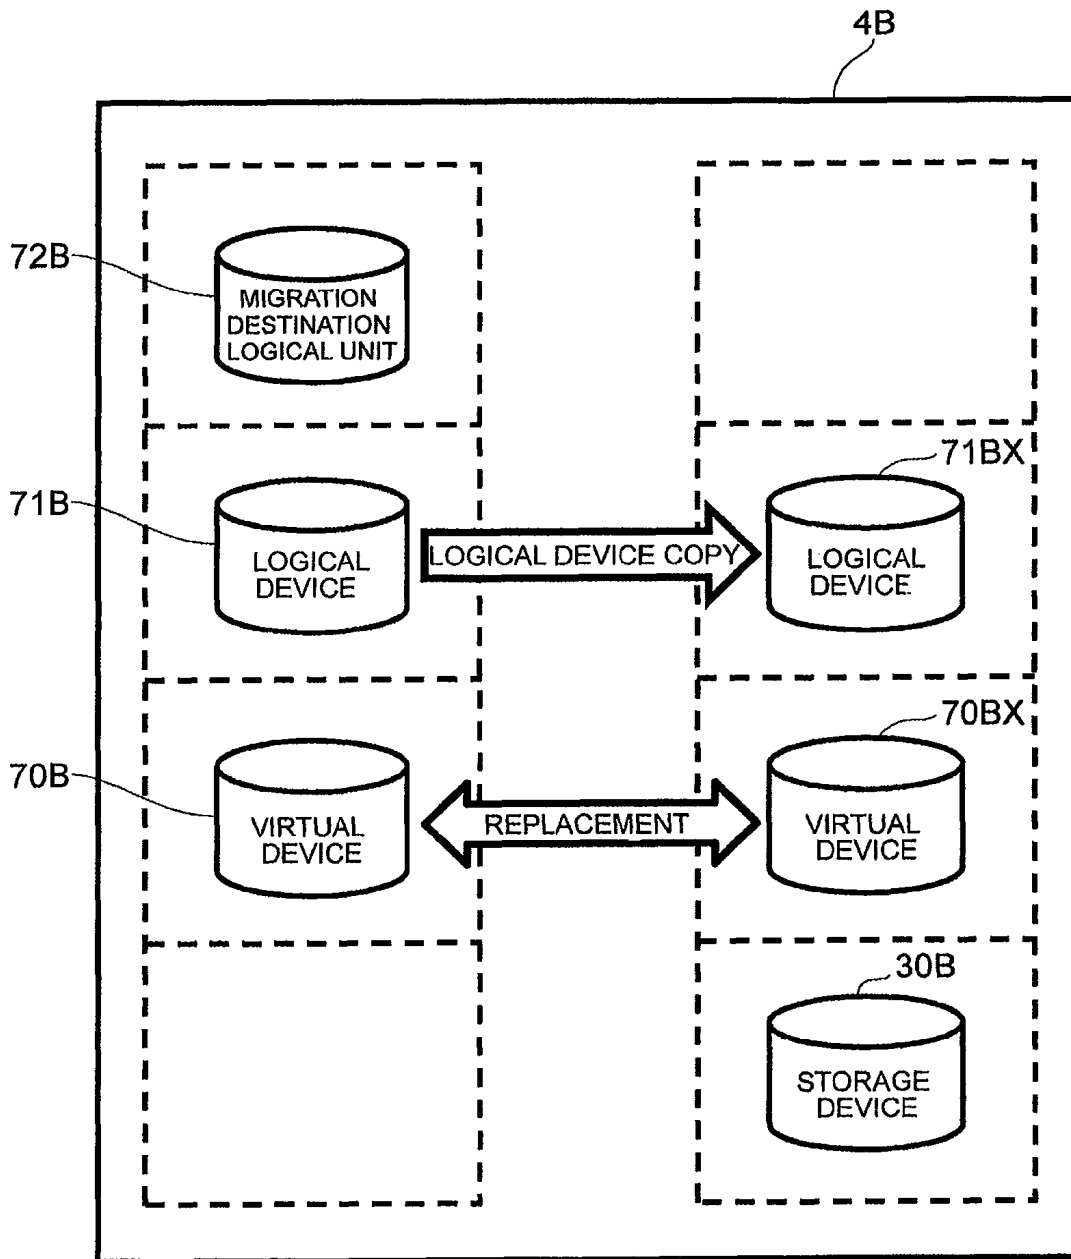 4B
72B
MIGRATION
DESTINATION
LOGICAL UNIT
71B
LOGICAL
DEVICE
LOGICAL DEVICE COPY
71BX
LOGICAL
DEVICE
70B
VIRTUAL
DEVICE
REPLACEMENT
70BX
VIRTUAL
DEVICE
30B
STORAGE
DEVICE